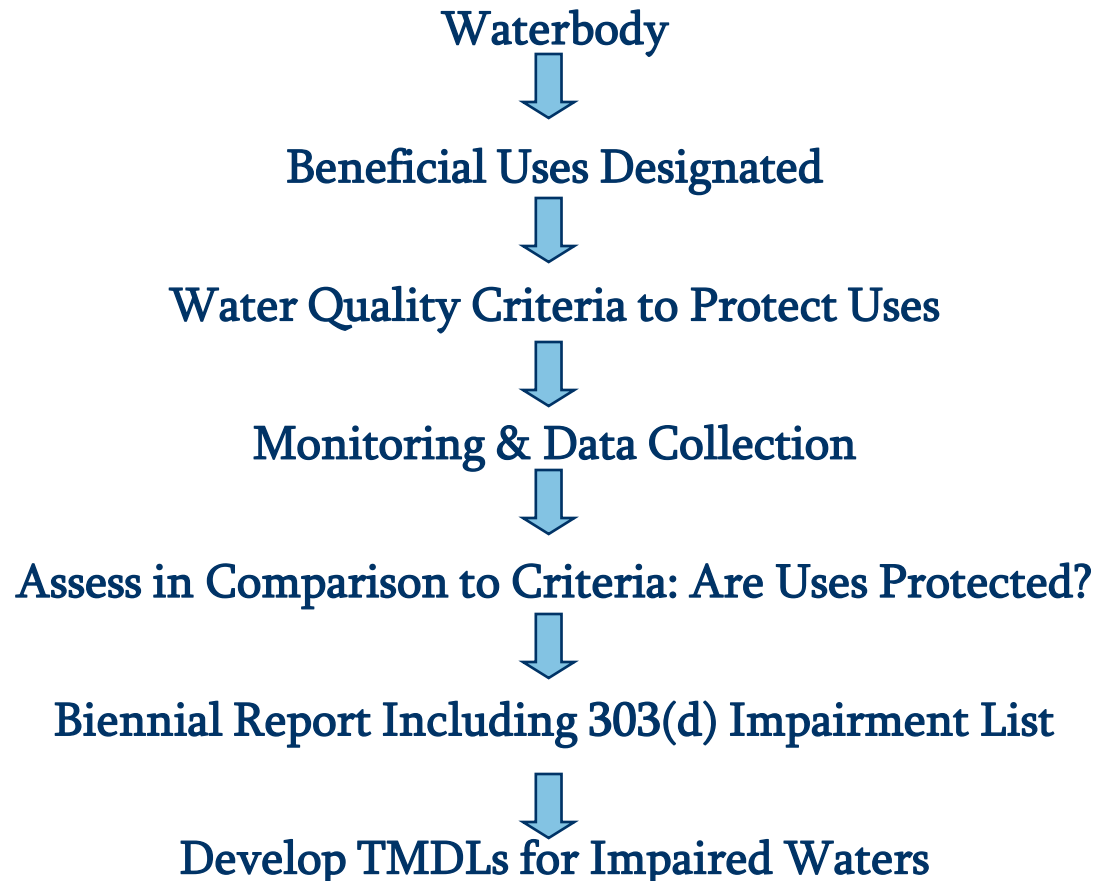 Waterbody
Beneficial Uses Designated
Water Quality Criteria to Protect Uses
Monitoring & Data Collection
Assess in Comparison to Criteria: Are Uses Protected?
Biennial Report Including 303(d) Impairment List
Develop TMDLs for Impaired Waters